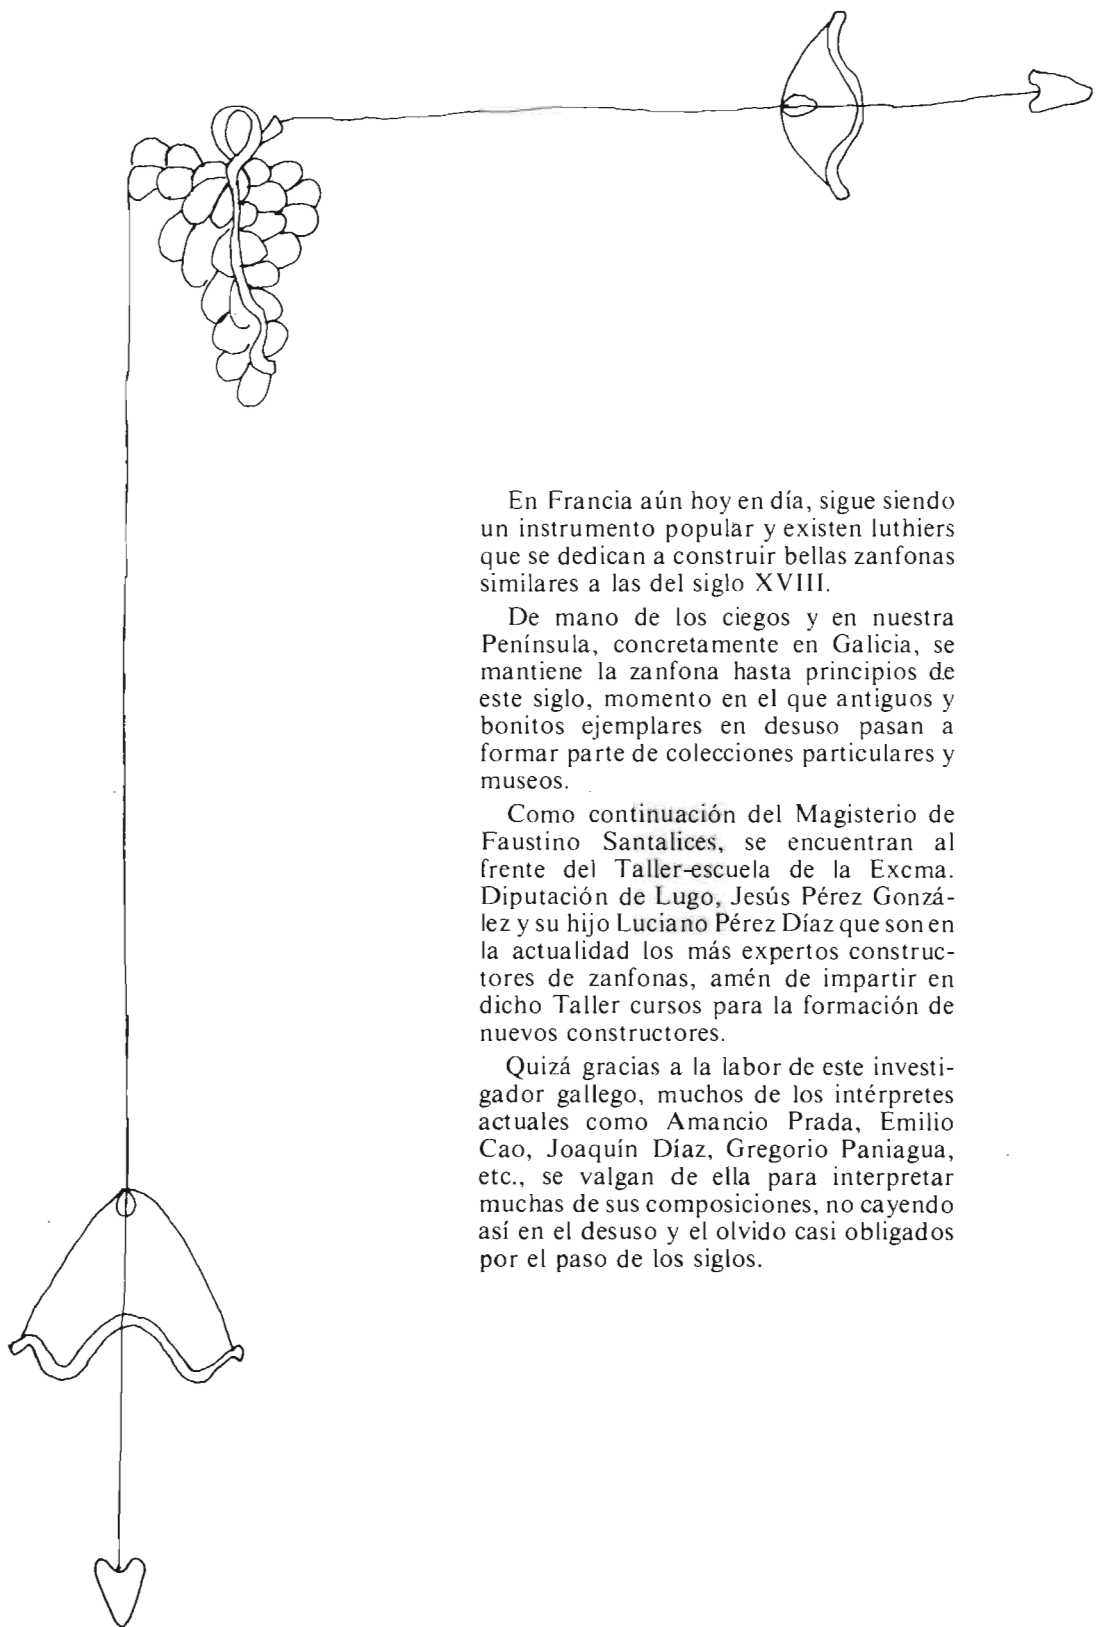 En Francia aún hoy en día, sigue siendo
un instrumento popular y existen luthiers
que se dedican a construir bellas zanfonas
similares a las del siglo XVIII.
De mano de los ciegos y en nuestra
Península, concretamente en Galicia, se
mantiene la zanfona hasta principios de
este siglo, momento en el que antiguos y
bonitos ejemplares en desuso pasan a
formar parte de colecciones particulares y
museos.
Como continuación del Magisterio de
Faustino Santalices, se encuentran al
frente del Taller-escuela de la Excma.
Diputación de Lugo, Jesús Pérez Gonzá-
lez y su hijo Luciano Pérez Díaz que son en
la actualidad los más expertos construc-
tores de zanfonas, amén de impartir en
dicho Taller cursos para la formación de
nuevos constructores.
Quizá gracias a la labor de este investi-
gador gallego, muchos de los intérpretes
actuales como Amancio Prada, Emilio
Cao, Joaquín Díaz, Gregorio Paniagua,
etc., se valgan de ella para interpretar
muchas de sus composiciones, no cayendo
así en el desuso y el olvido casi obligados
por el paso de los siglos.